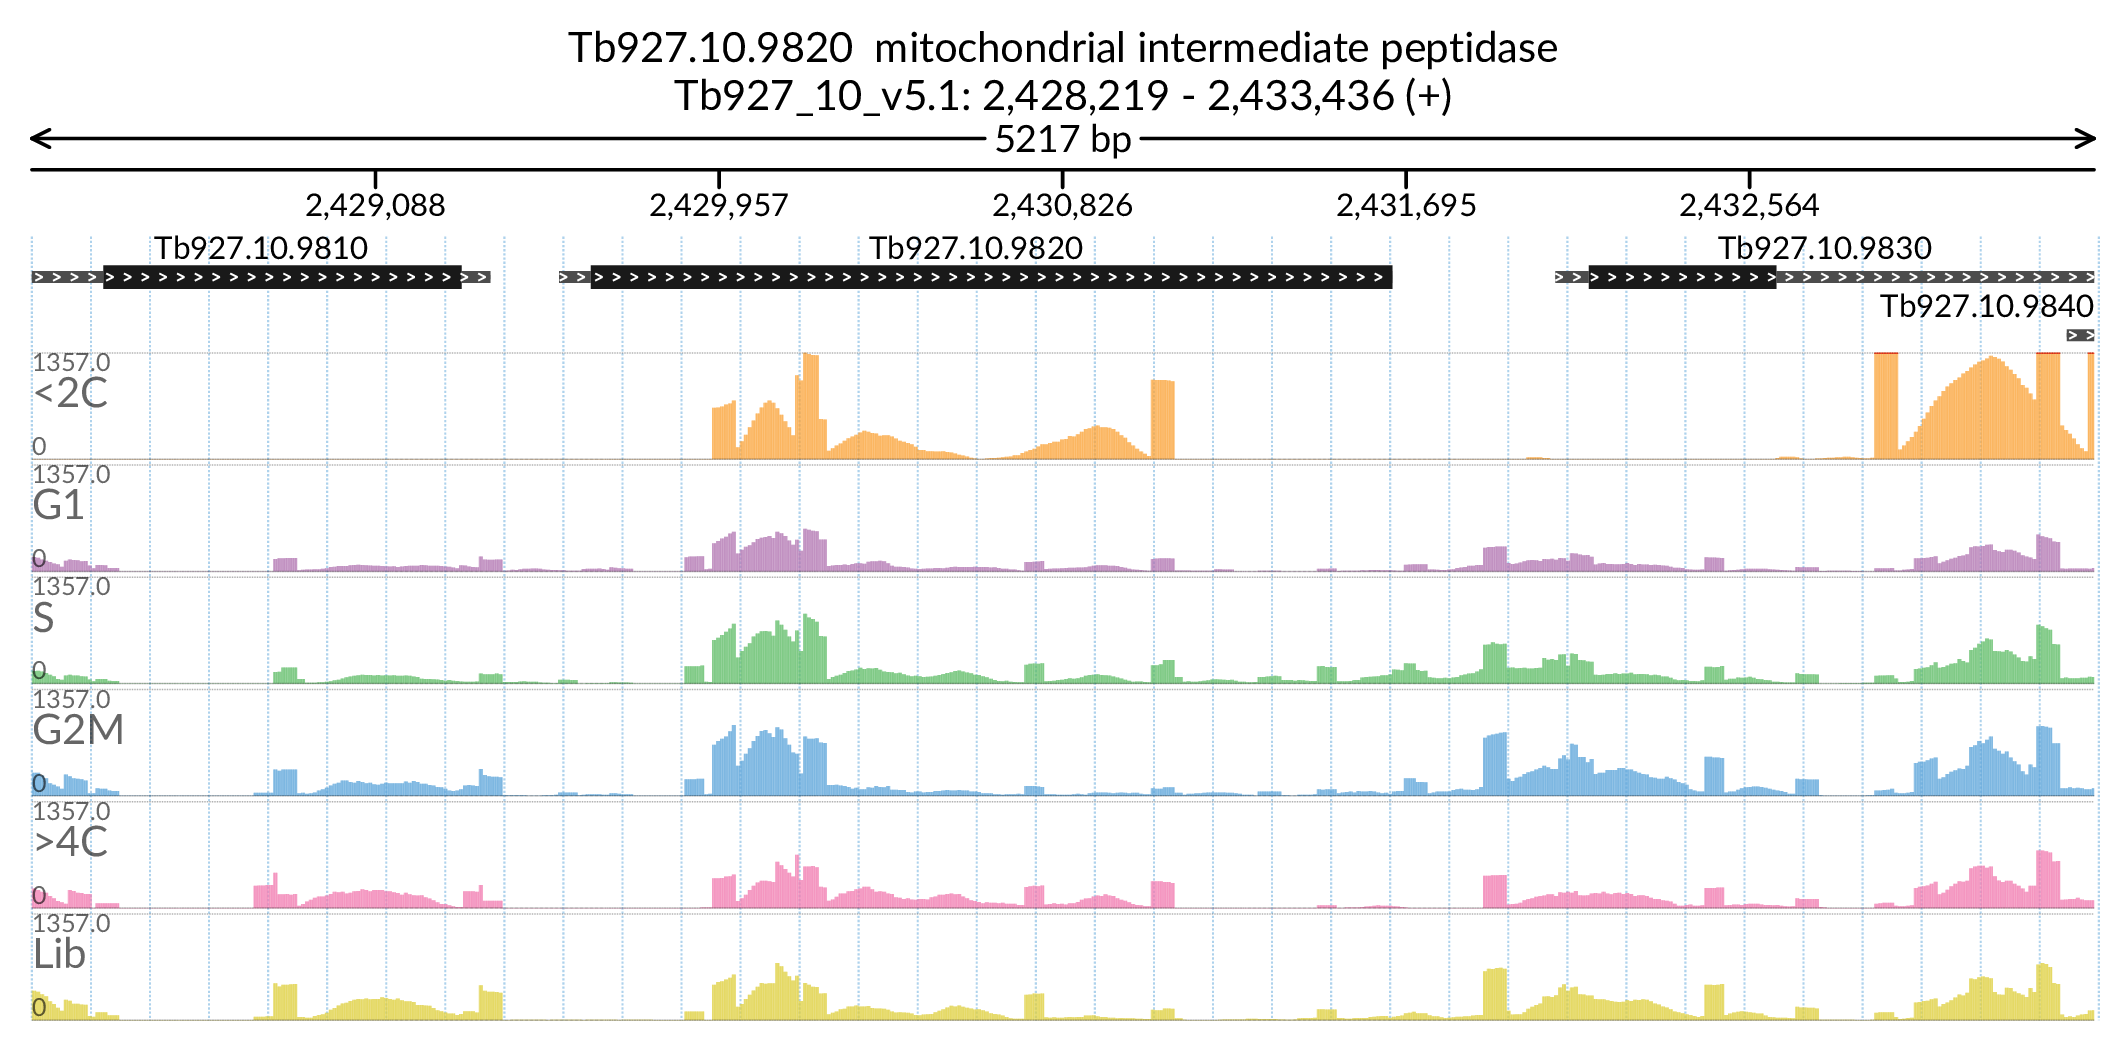 Tb927.10.9820  mitochondrial intermediate peptidase
Tb927_10_v5.1: 2,428,219 - 2,433,436 (+)
5217 bp
2,429,088 2,429,957 2,430,826 2,431,695 2,432,564
Tb927.10.9810 Tb927.10.9820 Tb927.10.9830
Tb927.10.9840
1357.0
<2C
0
1357.0
G1
0
1357.0
S
0
1357.0
G2M
0
1357.0
>4C
0
1357.0
Lib
0